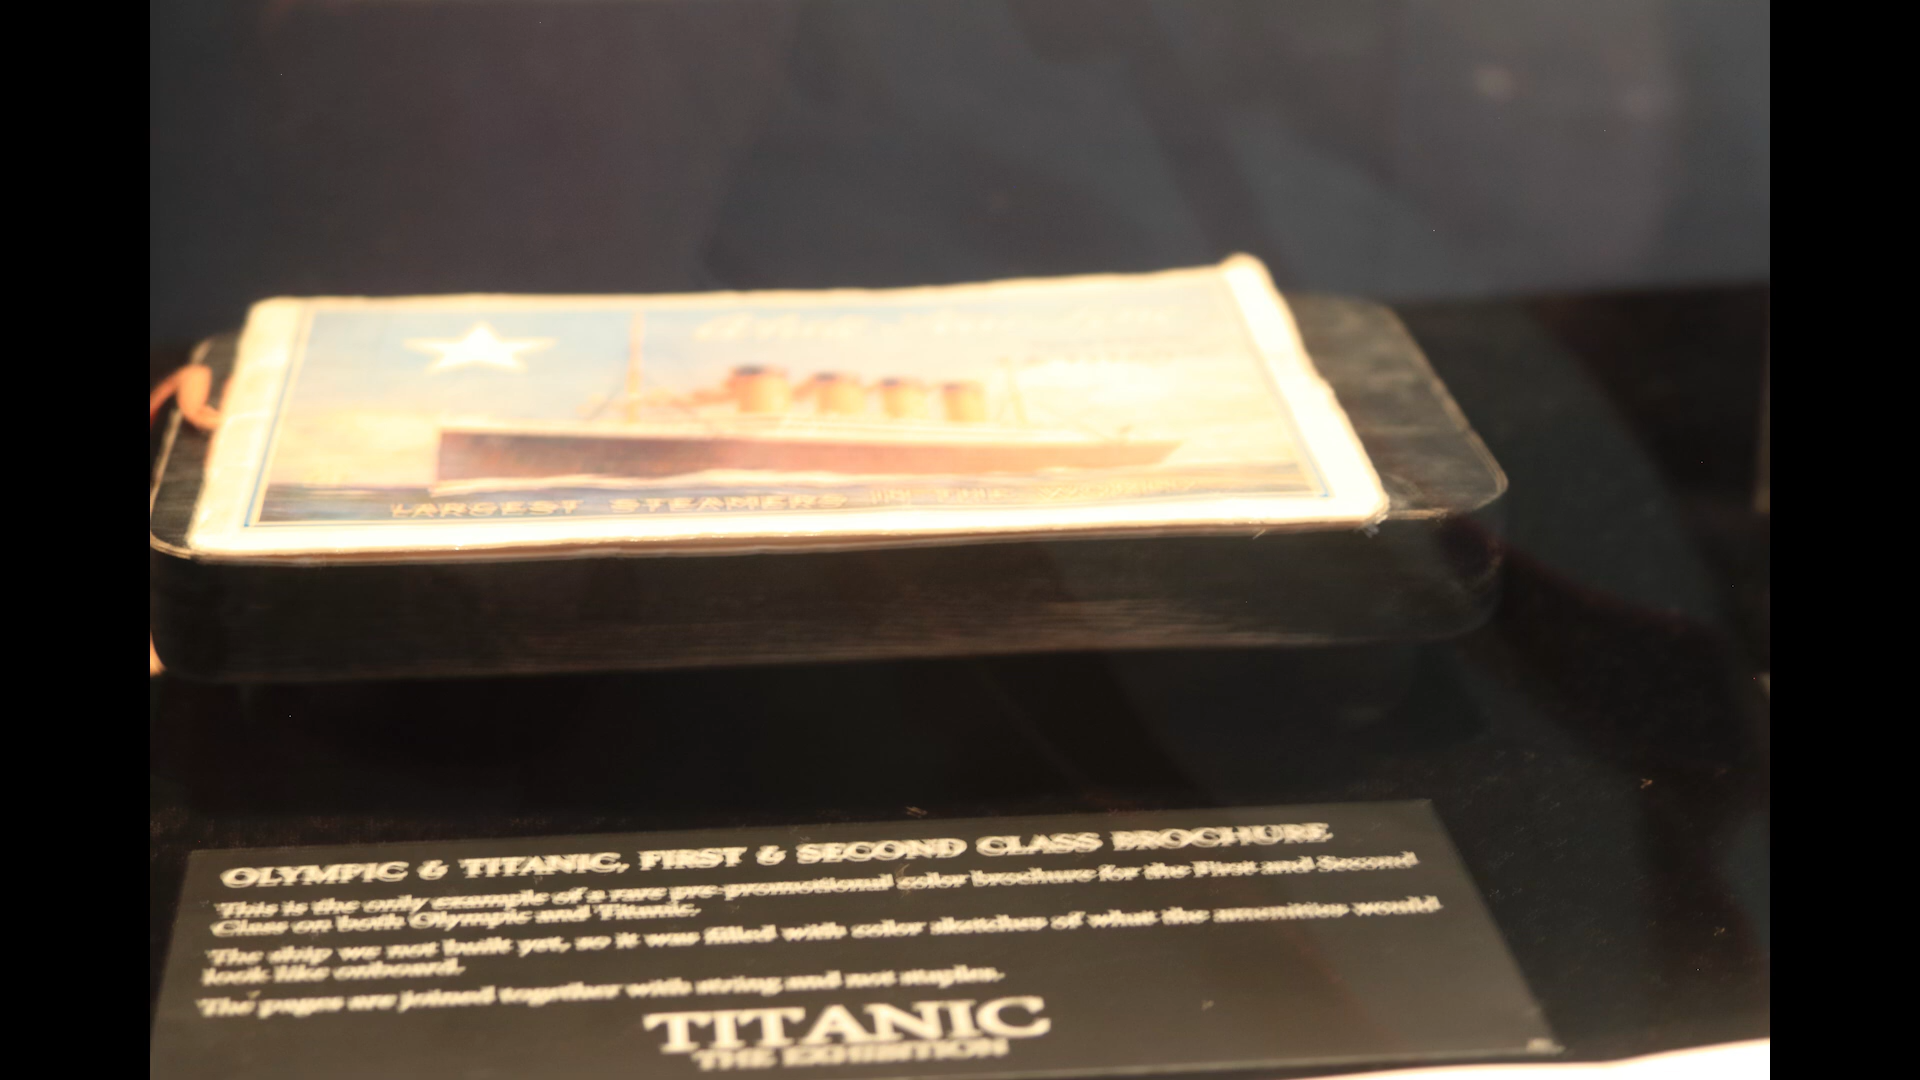 LARGEST STEAMERS IN THE WORLD
OLYMPIC & TITANIC, FIRST & SECOND CLASS BROCHURE
This is the only example of a rare pre-promotional color brochure for the First and Second
Class on both Olympic and Titanic.
The ship we not built yet, so it was filled with color sketches of what the amenities would
look like onboard.
The pages are joined together with string and not staples.
TITANIC
THE EXHIBITION